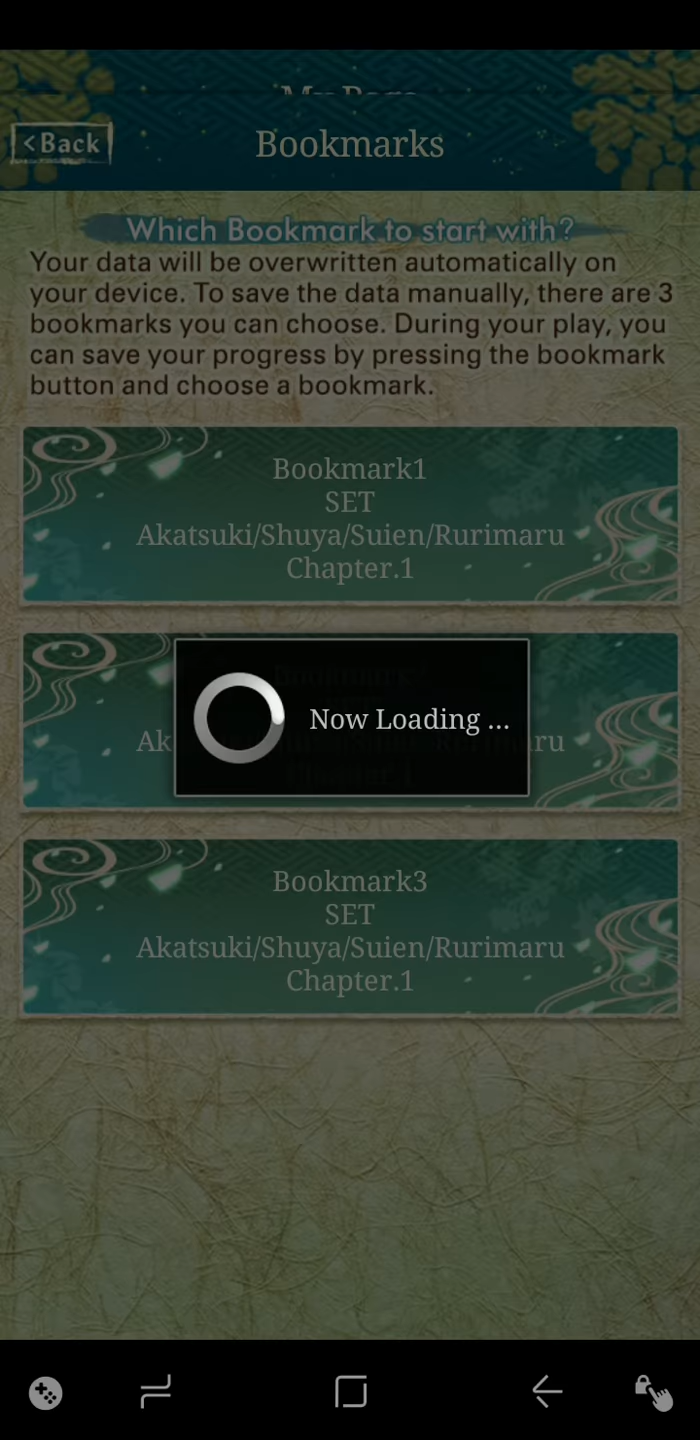 My Page
<Back
Bookmarks
Which Bookmark to start with?
Your data will be overwritten automatically on
your device. To save the data manually, there are 3
bookmarks you can choose. During your play, you
can save your progress by pressing the bookmark
button and choose a bookmark.
Bookmark1
SET
Akatsuki/Shuya/Suien/Rurimaru
Chapter.1
Now Loading ...
Bookmark3
SET
Akatsuki/Shuya/Suien/Rurimaru
Chapter.1